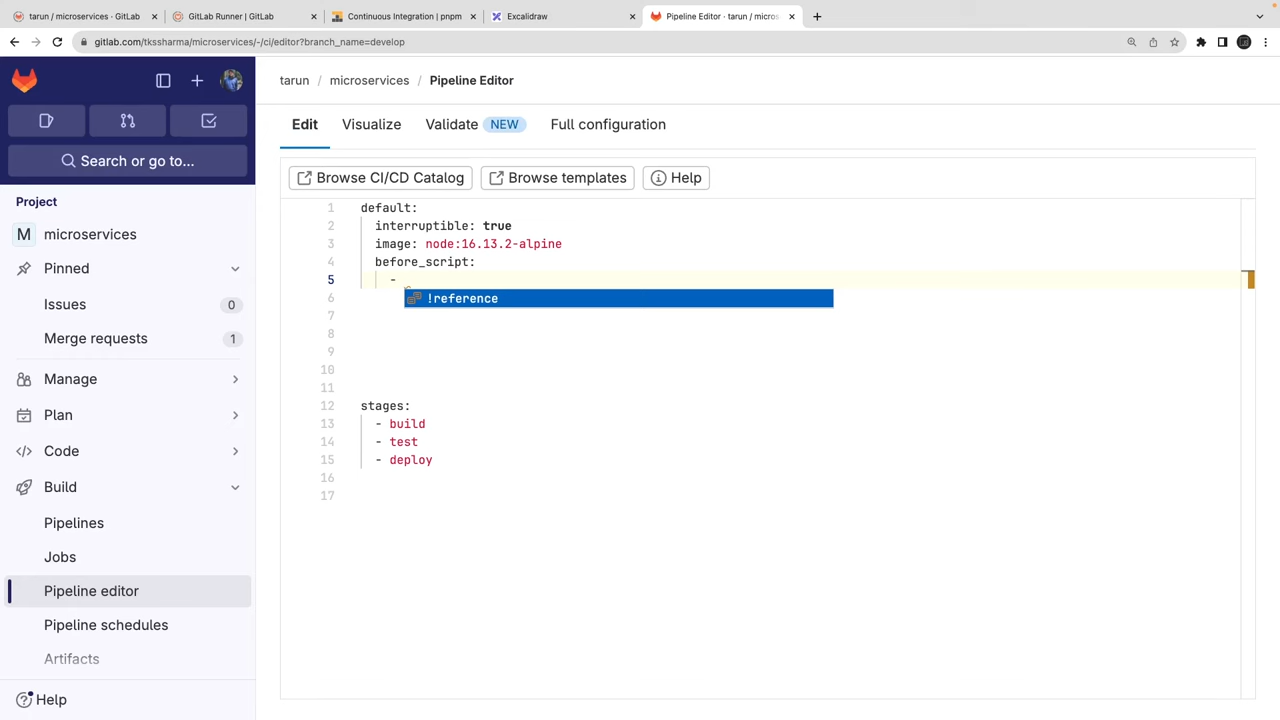 tarun / microservices · GitLab
GitLab Runner | GitLab
Continuous Integration | pnpm
Excalidraw
Pipeline Editor · tarun / micros
gitlab.com/tkssharma/microservices/-/ci/editor?branch_name=develop
tarun / microservices / Pipeline Editor
Search or go to...
Edit Visualize Validate NEW Full configuration
Browse CI/CD Catalog Browse templates Help
Project
M microservices
Pinned
Issues 0
Merge requests 1
Manage
Plan
Code
Build
Pipelines
Jobs
Pipeline editor
Pipeline schedules
Artifacts
Help
1 default:
2 interruptible: true
3 image: node:16.13.2-alpine
4 before_script:
5 -
!reference
6
7
8
9
10
11
12 stages:
13 - build
14 - test
15 - deploy
16
17